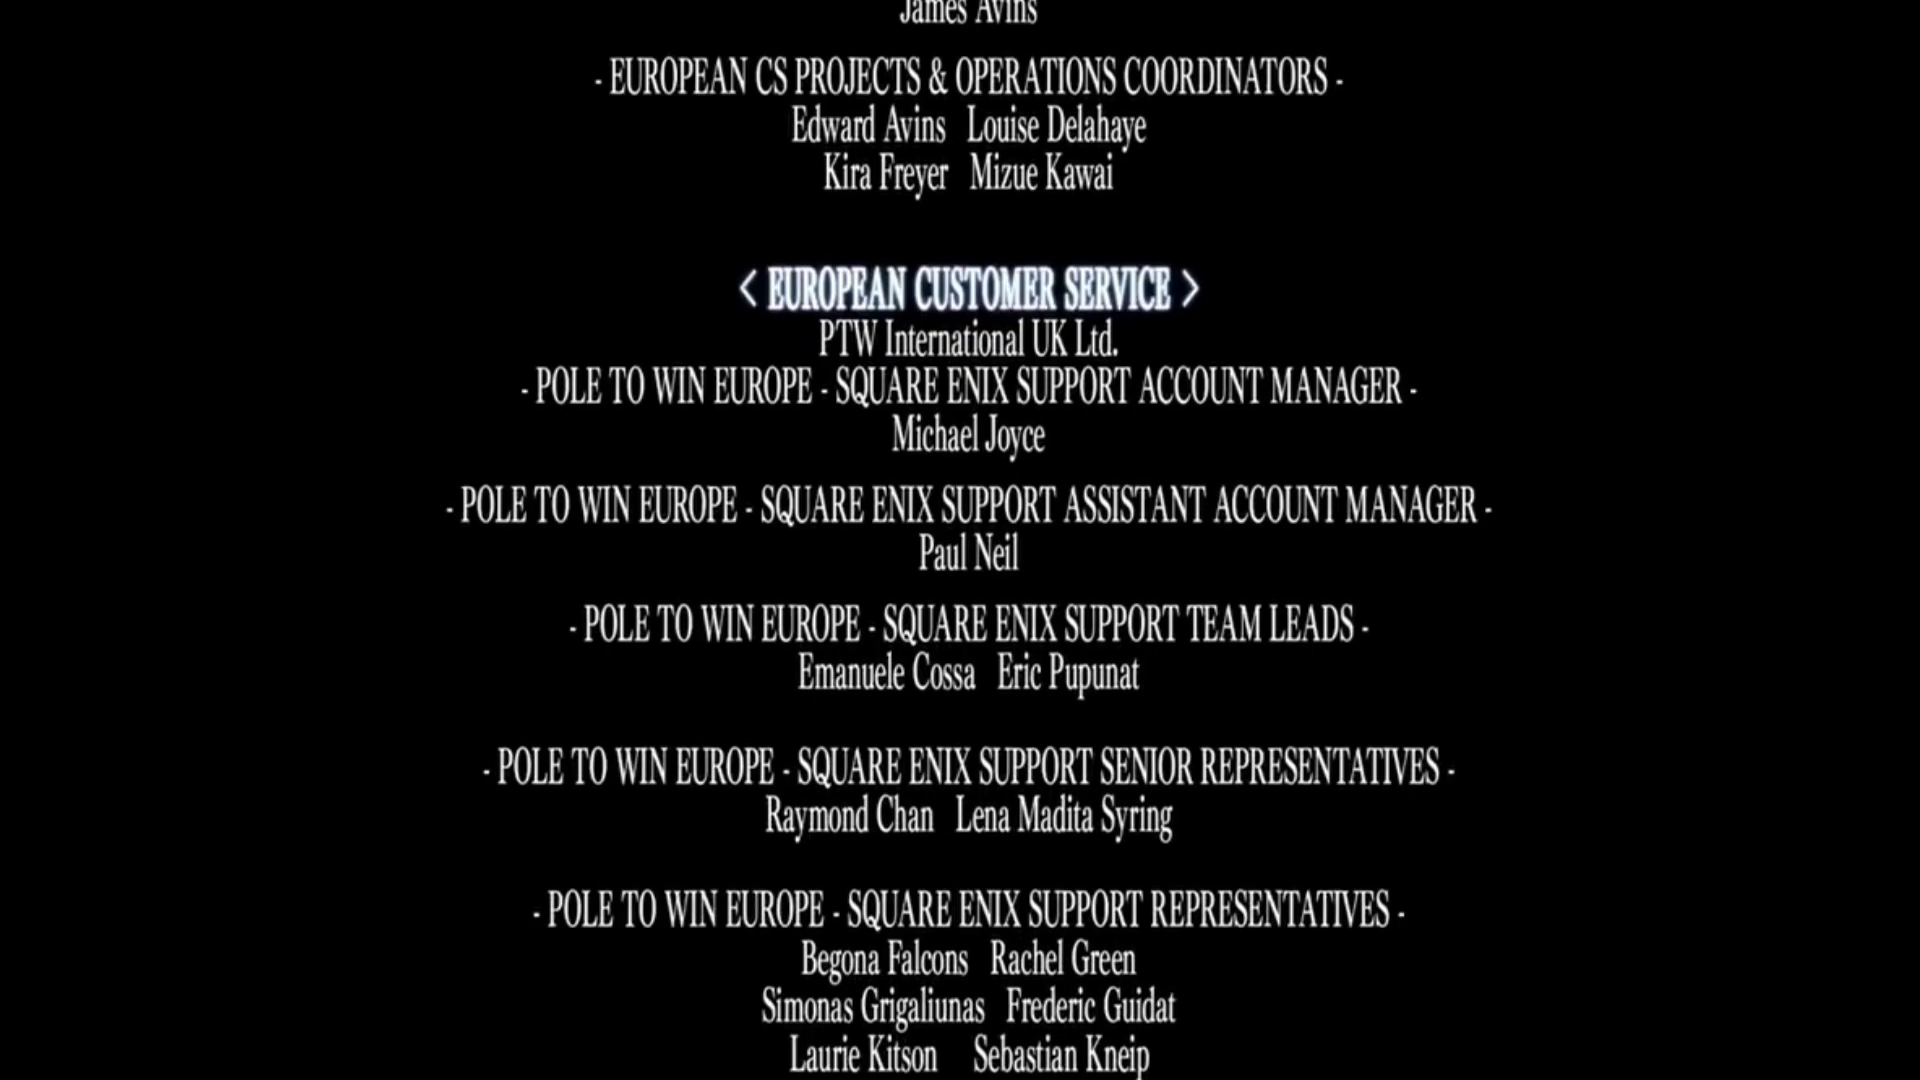 James Avins
- EUROPEAN CS PROJECTS & OPERATIONS COORDINATORS -
Edward Avins Louise Delahaye
Kira Freyer Mizue Kawai
< EUROPEAN CUSTOMER SERVICE >
PTW International UK Ltd.
- POLE TO WIN EUROPE - SQUARE ENIX SUPPORT ACCOUNT MANAGER -
Michael Joyce
- POLE TO WIN EUROPE - SQUARE ENIX SUPPORT ASSISTANT ACCOUNT MANAGER -
Paul Neil
- POLE TO WIN EUROPE - SQUARE ENIX SUPPORT TEAM LEADS -
Emanuele Cossa Eric Pupunat
- POLE TO WIN EUROPE - SQUARE ENIX SUPPORT SENIOR REPRESENTATIVES -
Raymond Chan Lena Madita Syring
- POLE TO WIN EUROPE - SQUARE ENIX SUPPORT REPRESENTATIVES -
Begona Falcons Rachel Green
Simonas Grigaliunas Frederic Guidat
Laurie Kitson Sebastian Kneip